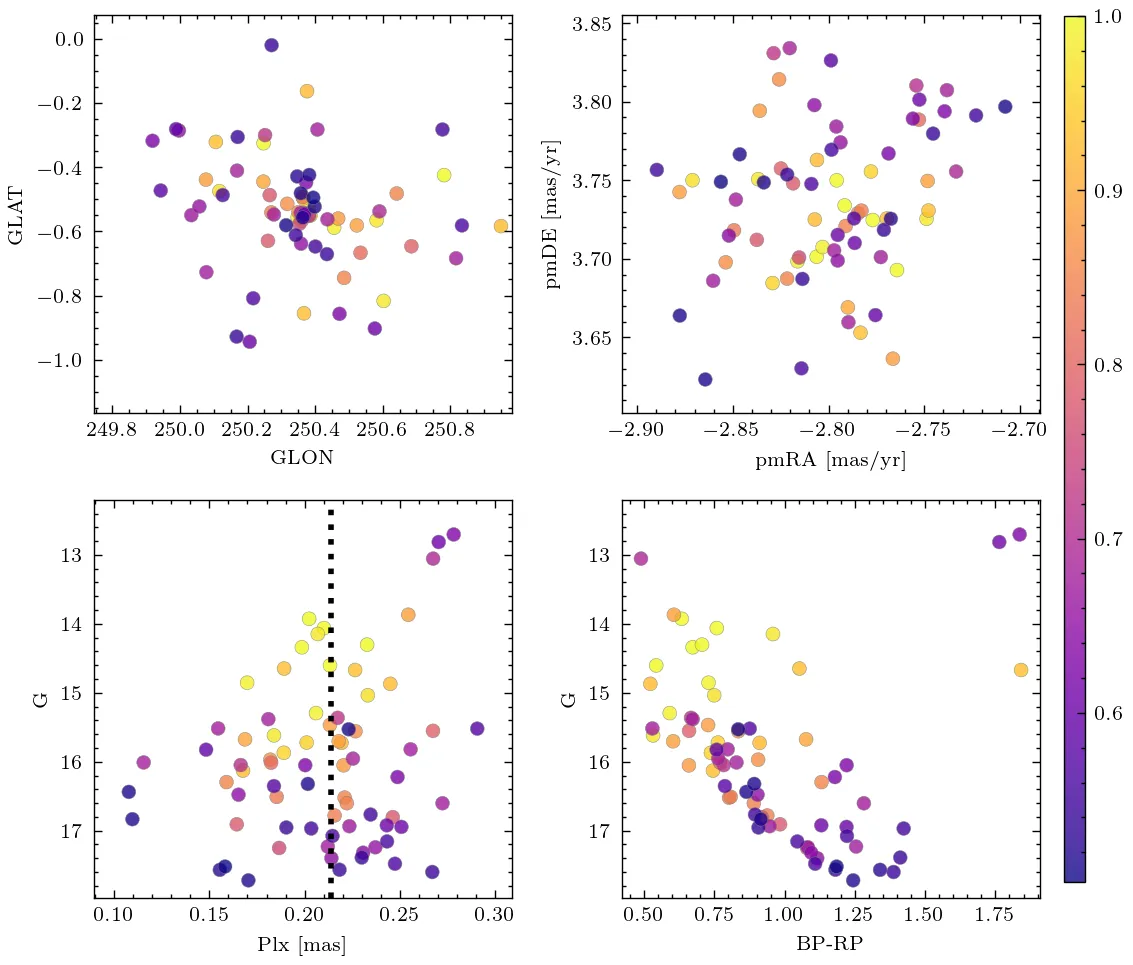 0.0
−0.2
−0.4
−0.6
−0.8
−1.0
GLAT
249.8 250.0 250.2 250.4 250.6 250.8
GLON
3.85
3.80
3.75
3.70
3.65
pmDE [mas/yr]
−2.90 −2.85 −2.80 −2.75 −2.70
pmRA [mas/yr]
13
14
15
16
17
G
0.10 0.15 0.20 0.25 0.30
Plx [mas]
13
14
15
16
17
G
0.50 0.75 1.00 1.25 1.50 1.75
BP-RP
1.0
0.9
0.8
0.7
0.6